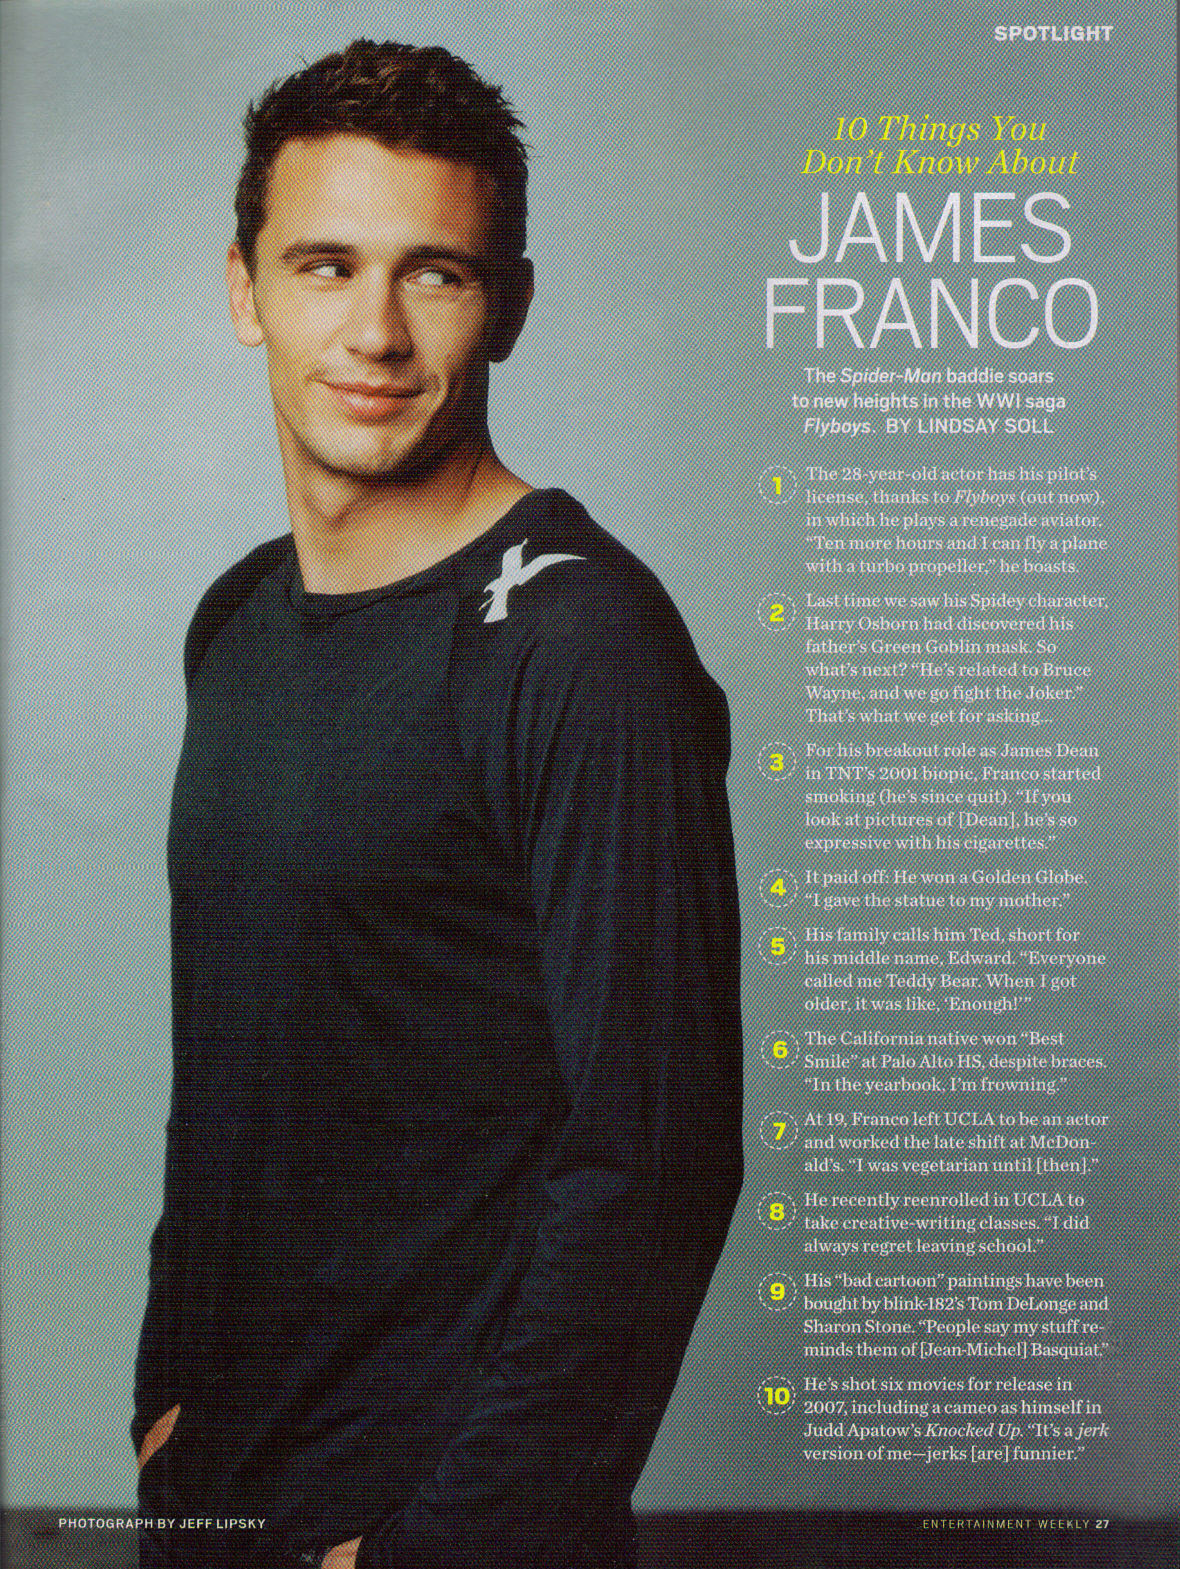 SPOTLIGHT
10 Things You
Don't Know About
JAMES
FRANCO
The Spider-Man baddie soars
to new heights in the WWI saga
Flyboys. BY LINDSAY SOLL
1 The 28-year-old actor has his pilot's
license, thanks to Flyboys (out now),
in which he plays a renegade aviator.
“Ten more hours and I can fly a plane
with a turbo propeller,” he boasts.
2 Last time we saw his Spidey character,
Harry Osborn had discovered his
father's Green Goblin mask. So
what's next? “He's related to Bruce
Wayne, and we go fight the Joker.”
That's what we get for asking...
3 For his breakout role as James Dean
in TNT's 2001 biopic, Franco started
smoking (he's since quit). “If you
look at pictures of [Dean], he's so
expressive with his cigarettes.”
4 It paid off: He won a Golden Globe.
“I gave the statue to my mother.”
5 His family calls him Ted, short for
his middle name, Edward. “Everyone
called me Teddy Bear. When I got
older, it was like, ‘Enough!’”
6 The California native won “Best
Smile” at Palo Alto HS, despite braces.
“In the yearbook, I'm frowning.”
7 At 19, Franco left UCLA to be an actor
and worked the late shift at McDon-
ald's. “I was vegetarian until [then].”
8 He recently reenrolled in UCLA to
take creative-writing classes. “I did
always regret leaving school.”
9 His “bad cartoon” paintings have been
bought by blink-182's Tom DeLonge and
Sharon Stone. “People say my stuff re-
minds them of [Jean-Michel] Basquiat.”
10 He's shot six movies for release in
2007, including a cameo as himself in
Judd Apatow's Knocked Up. “It's a jerk
version of me—jerks [are] funnier.”
PHOTOGRAPH BY JEFF LIPSKY
ENTERTAINMENT WEEKLY 27